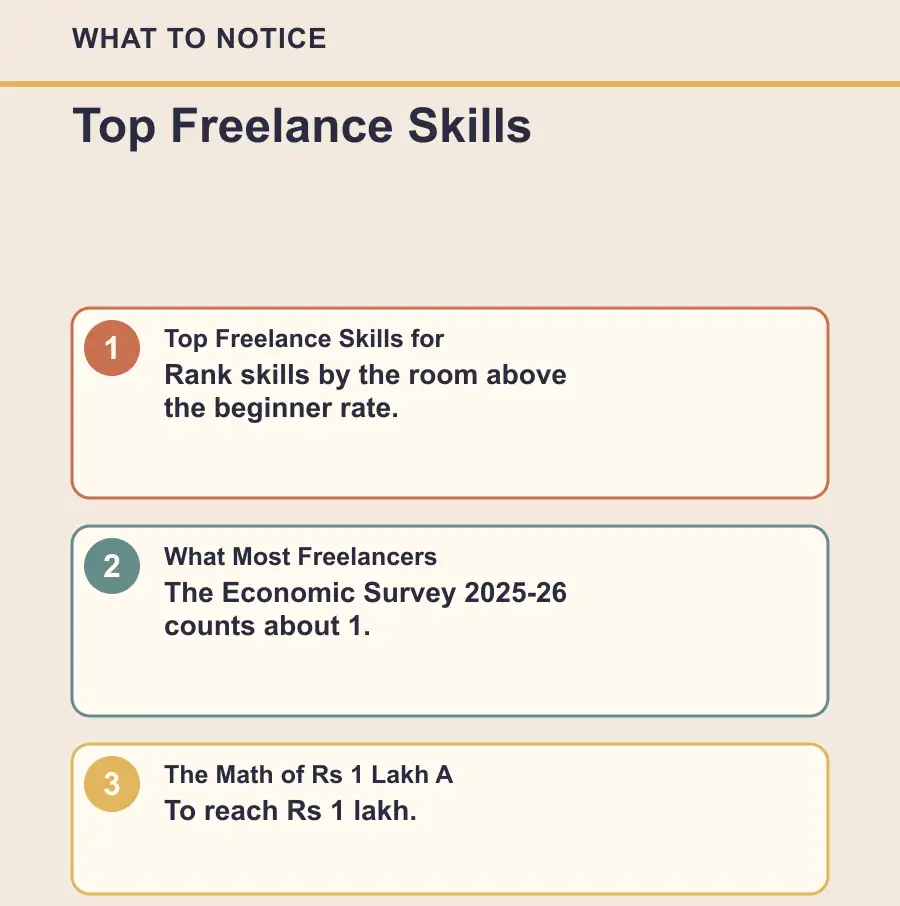 WHAT TO NOTICE
Top Freelance Skills
1
Top Freelance Skills for
Rank skills by the room above
the beginner rate.
2
What Most Freelancers
The Economic Survey 2025-26
counts about 1.
3
The Math of Rs 1 Lakh A
To reach Rs 1 lakh.